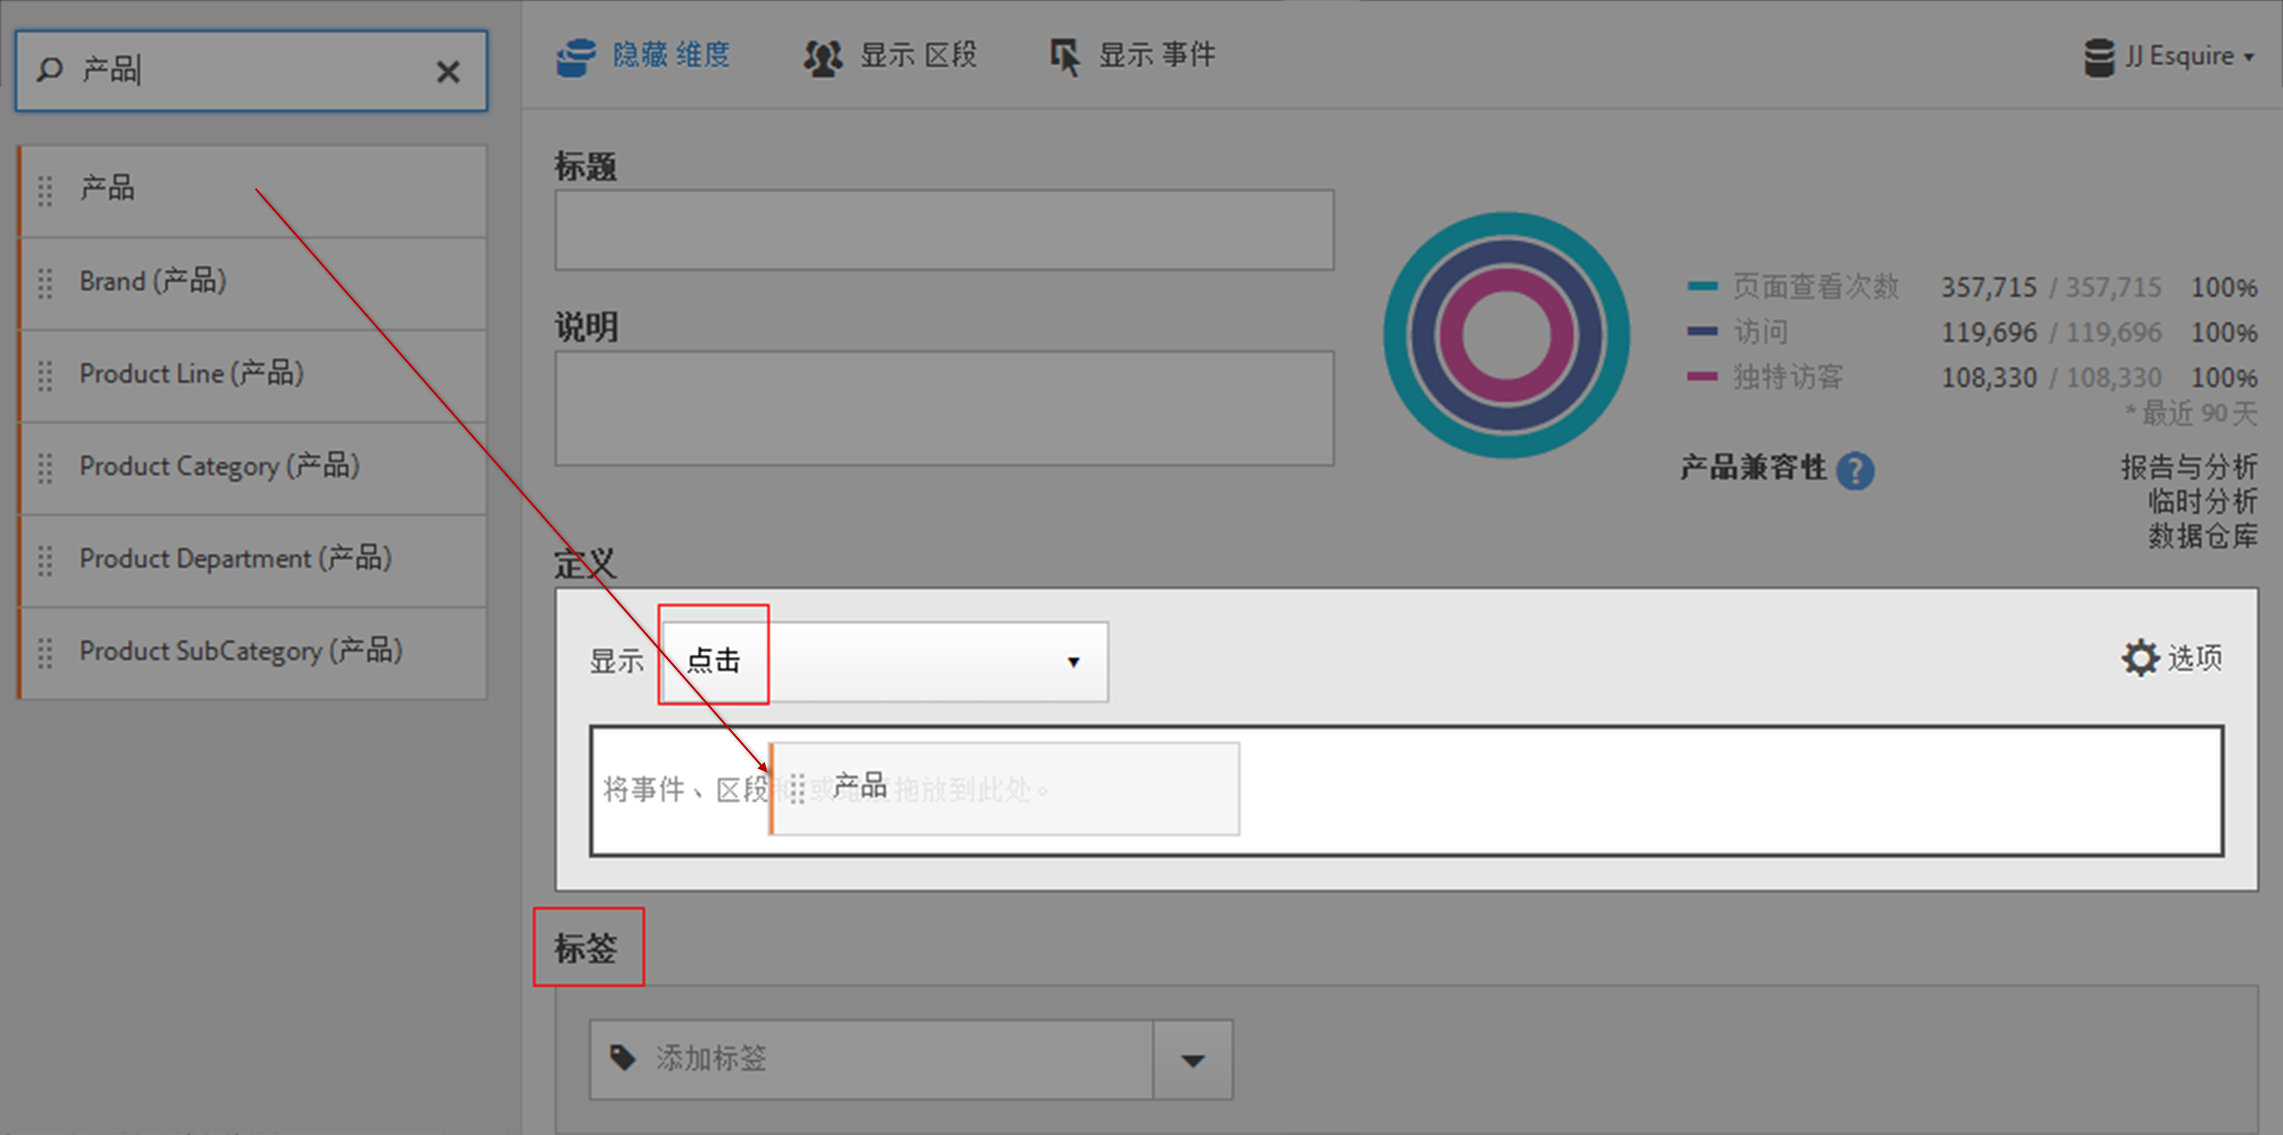 产品
隐藏 维度
显示 区段
显示 事件
JJ Esquire
产品
Brand (产品)
Product Line (产品)
Product Category (产品)
Product Department (产品)
Product SubCategory (产品)
标题
说明
页面查看次数 357,715 / 357,715 100%
访问 119,696 / 119,696 100%
独特访客 108,330 / 108,330 100%
* 最近 90 天
产品兼容性 ?
报告与分析
临时分析
数据仓库
定义
显示 点击
选项
将事件、区段和/或维度拖放到此处。
产品
标签
添加标签